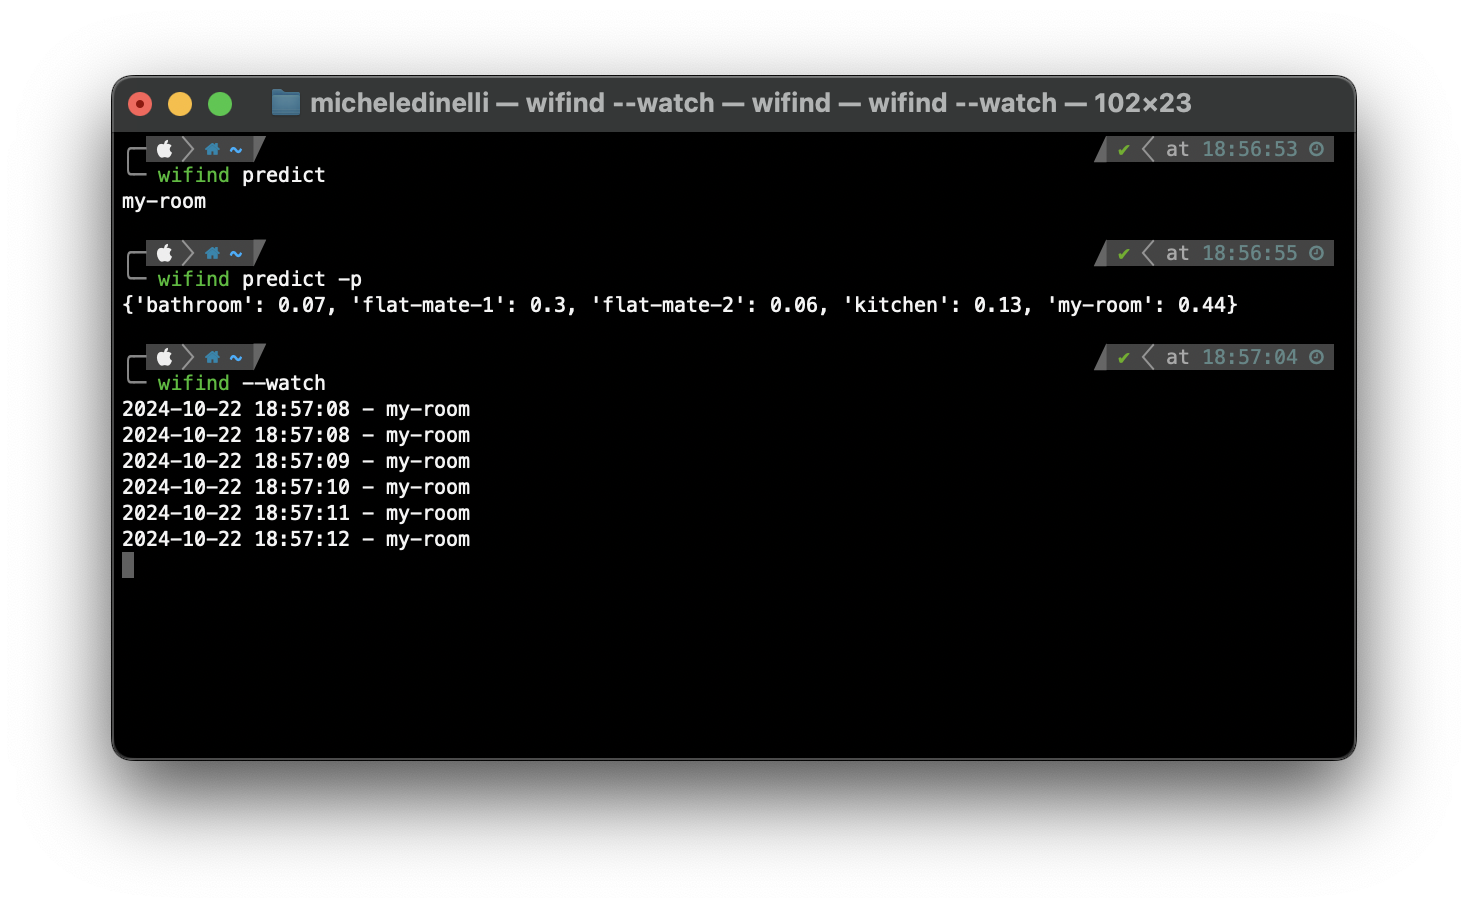 micheledinelli — wifind --watch — wifind — wifind --watch — 102×23
~ ✔ at 18:56:53
wifind predict
my-room
~ ✔ at 18:56:55
wifind predict -p
{'bathroom': 0.07, 'flat-mate-1': 0.3, 'flat-mate-2': 0.06, 'kitchen': 0.13, 'my-room': 0.44}
~ ✔ at 18:57:04
wifind --watch
2024-10-22 18:57:08 - my-room
2024-10-22 18:57:08 - my-room
2024-10-22 18:57:09 - my-room
2024-10-22 18:57:10 - my-room
2024-10-22 18:57:11 - my-room
2024-10-22 18:57:12 - my-room